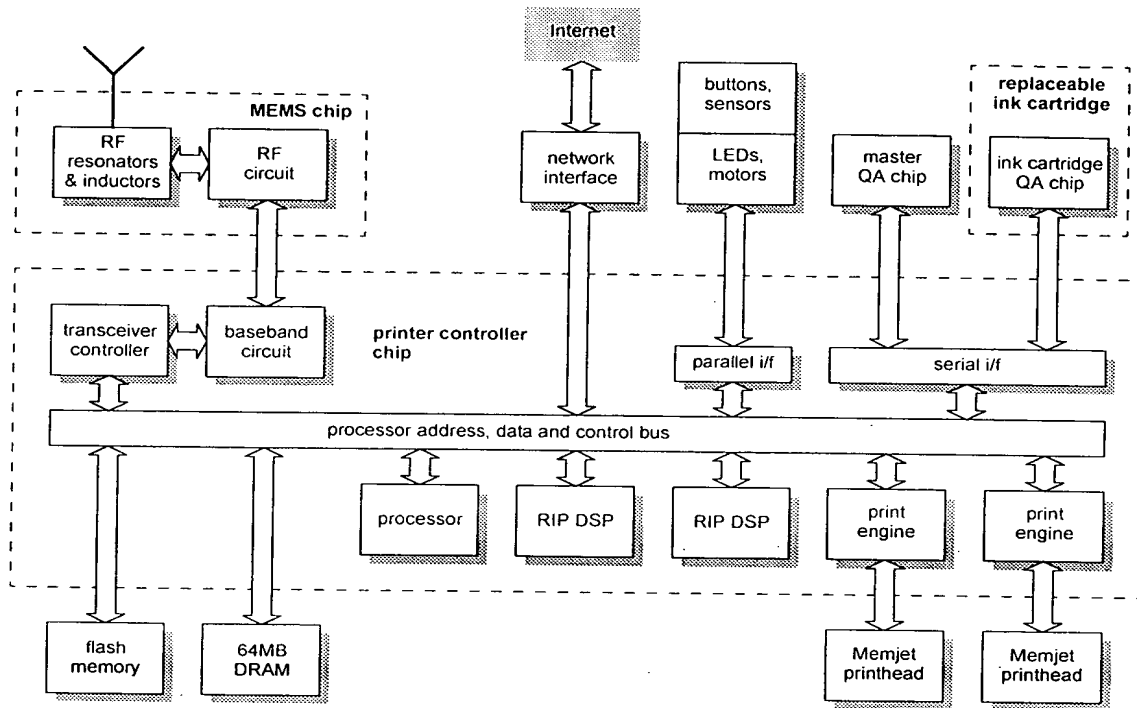 Internet
MEMS chip
RF
resonators
& inductors
RF
circuit
network
interface
buttons,
sensors
LEDs,
motors
master
QA chip
replaceable
ink cartridge
ink cartridge
QA chip
transceiver
controller
baseband
circuit
printer controller
chip
parallel i/f
serial i/f
processor address, data and control bus
processor
RIP DSP
RIP DSP
print
engine
print
engine
flash
memory
64MB
DRAM
Memjet
printhead
Memjet
printhead